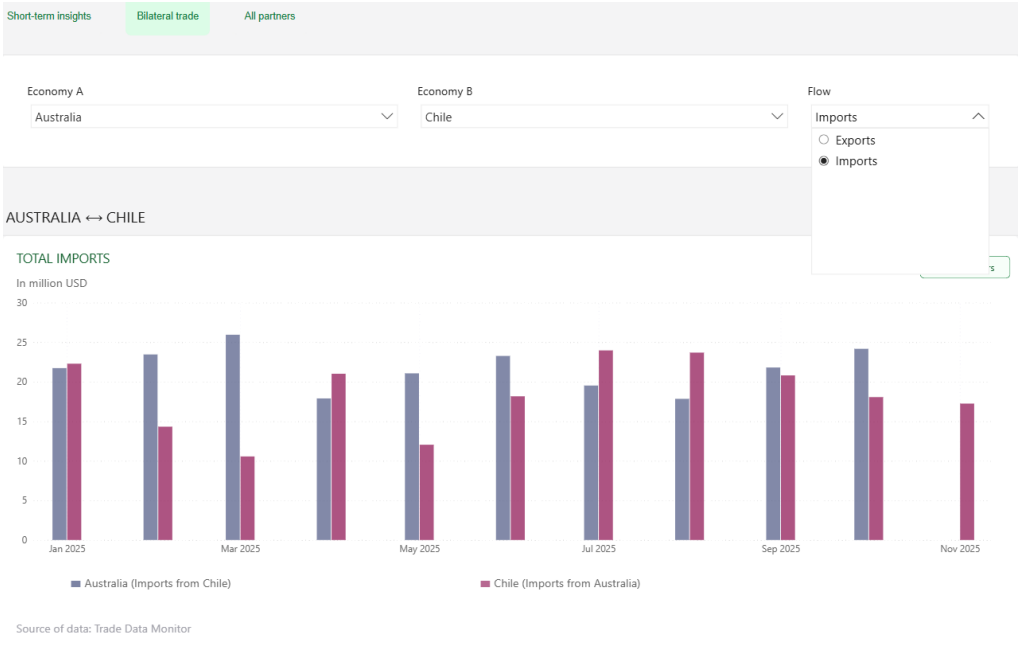 Short-term insights Bilateral trade All partners
Economy A Economy B Flow
Australia Chile Imports
Exports
Imports
AUSTRALIA ↔ CHILE
TOTAL IMPORTS
In million USD
30
25
20
15
10
5
0
Jan 2025 Mar 2025 May 2025 Jul 2025 Sep 2025 Nov 2025
Australia (Imports from Chile) Chile (Imports from Australia)
Source of data: Trade Data Monitor